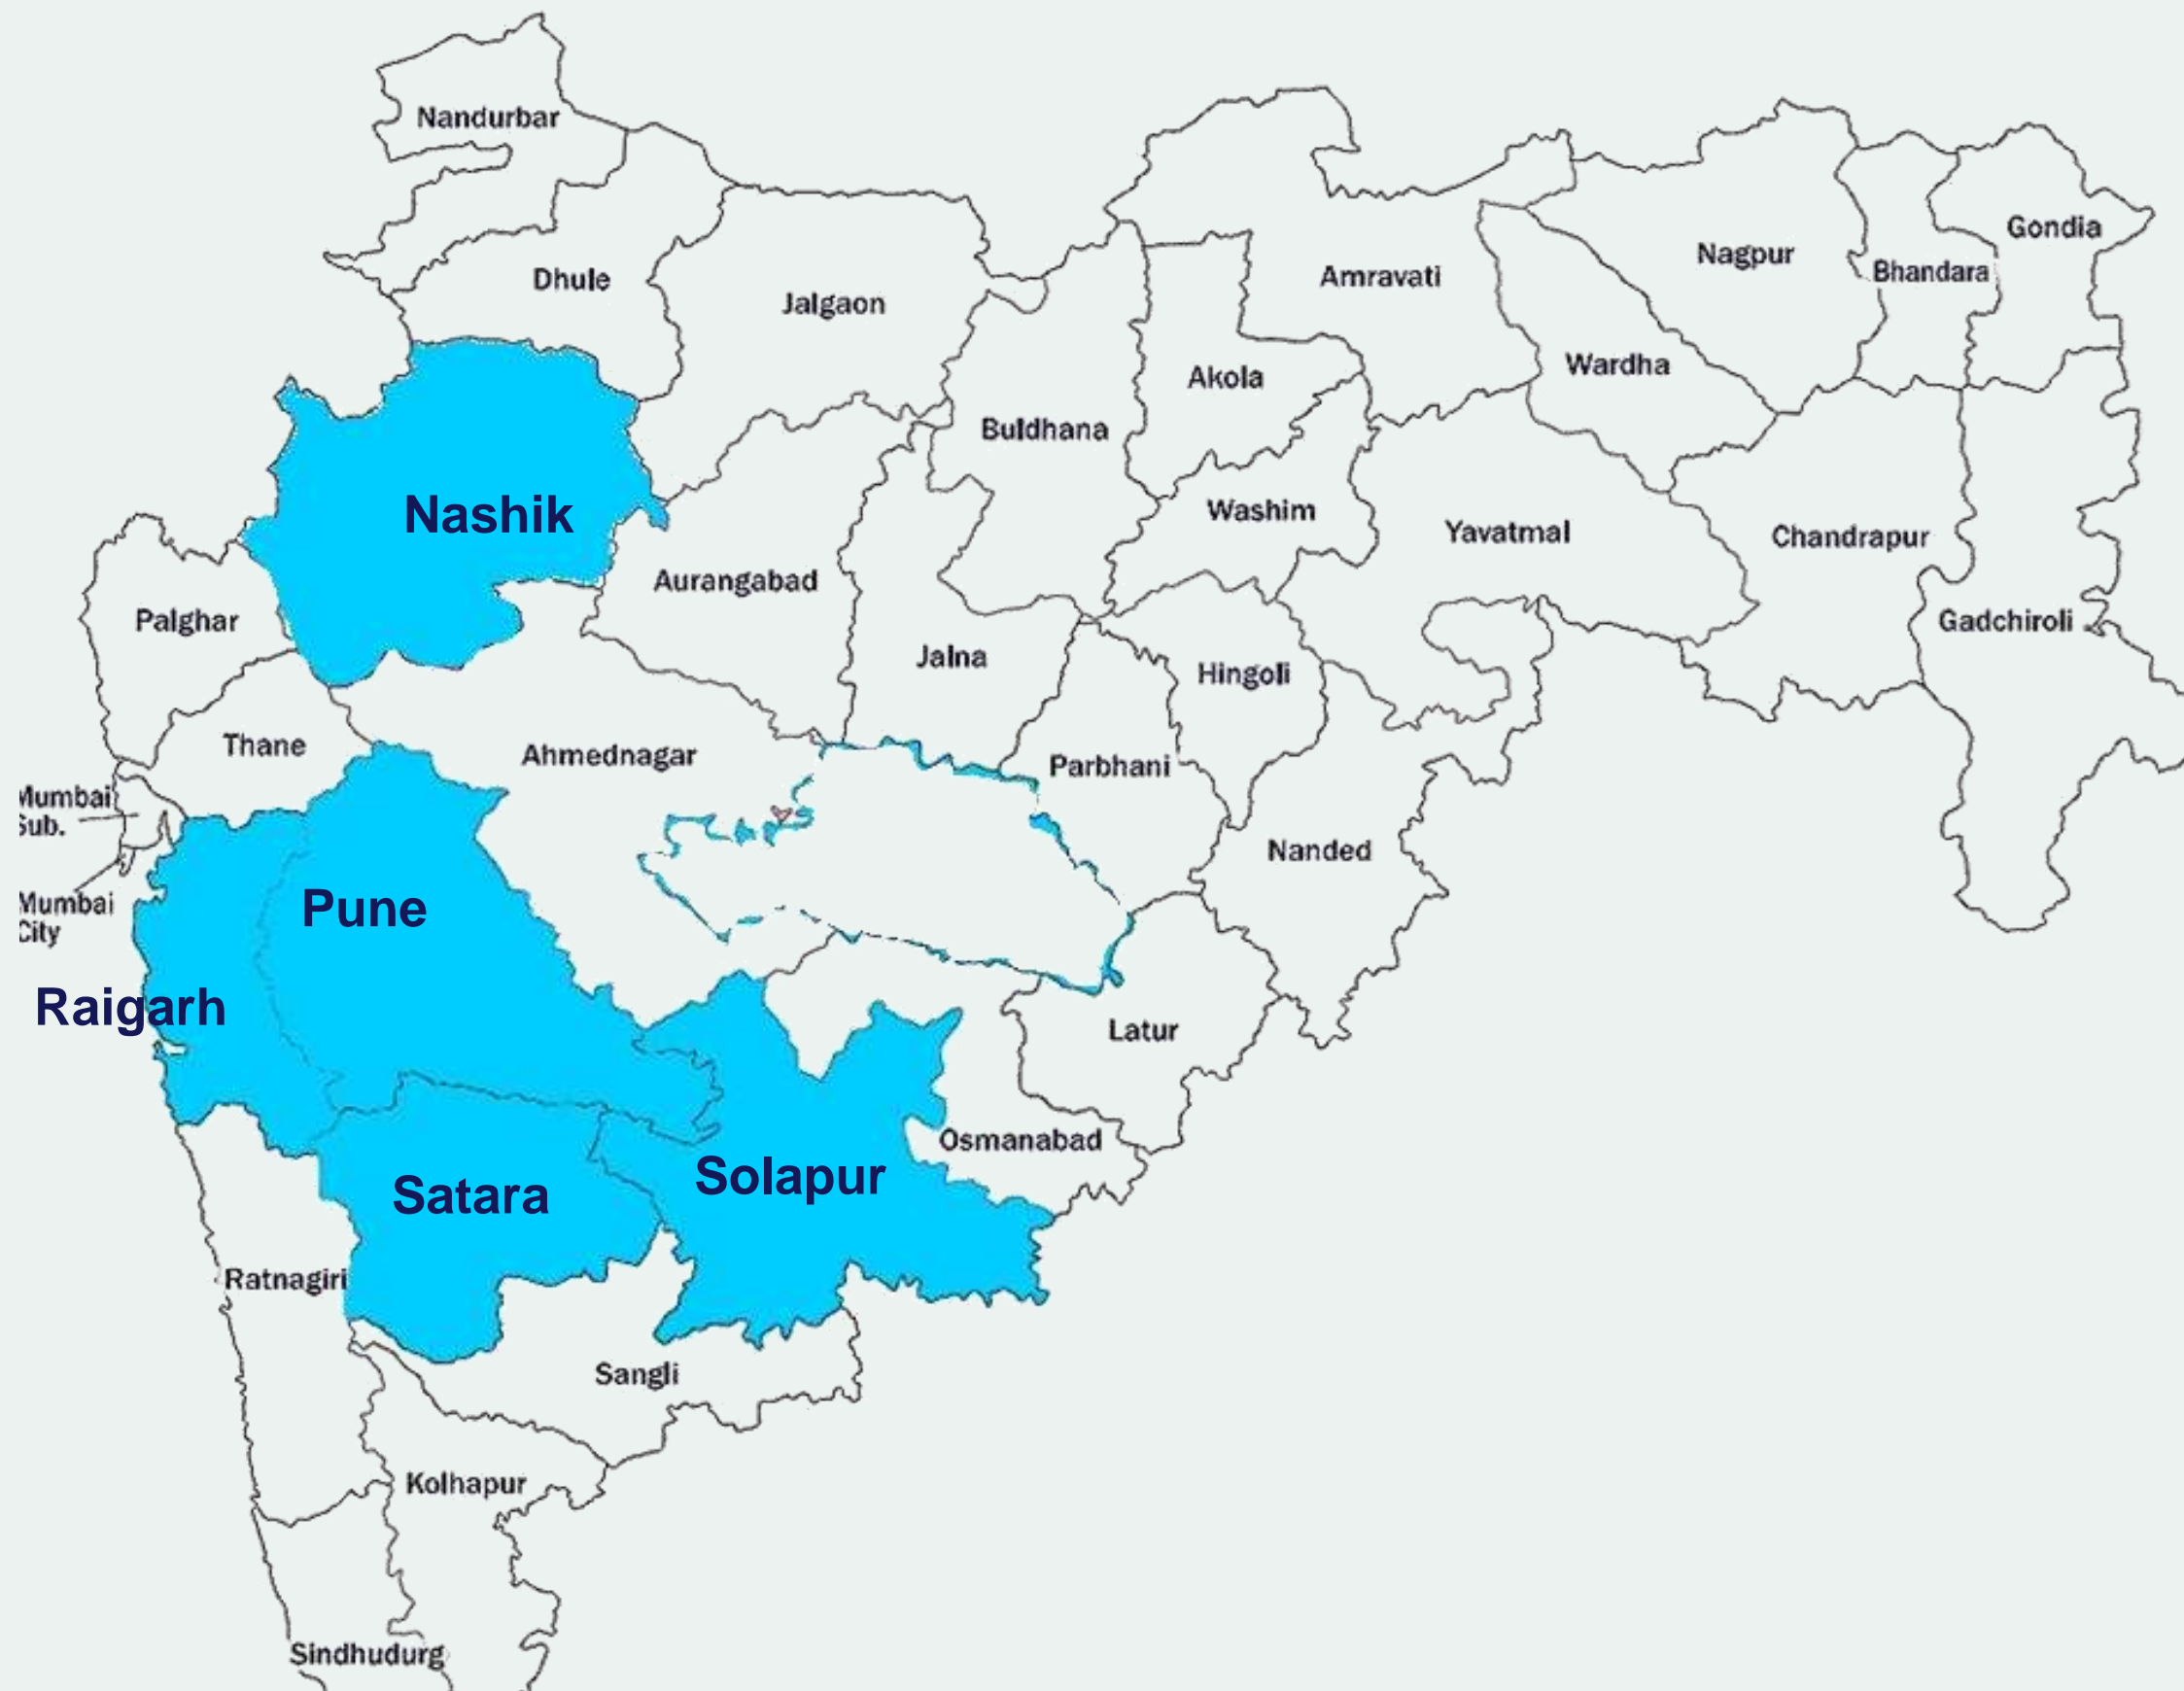 Nandurbar
Gondia
Nagpur
Bhandara
Dhule
Amravati
Jalgaon
Wardha
Akola
Buldhana
Nashik
Washim
Yavatmal
Chandrapur
Aurangabad
Palghar
Gadchiroli
Jalna
Hingoli
Thane
Ahmednagar
Parbhani
Mumbai
Sub.
Nanded
Mumbai
City
Pune
Raigarh
Latur
Osmanabad
Solapur
Satara
Ratnagiri
Sangli
Kolhapur
Sindhudurg